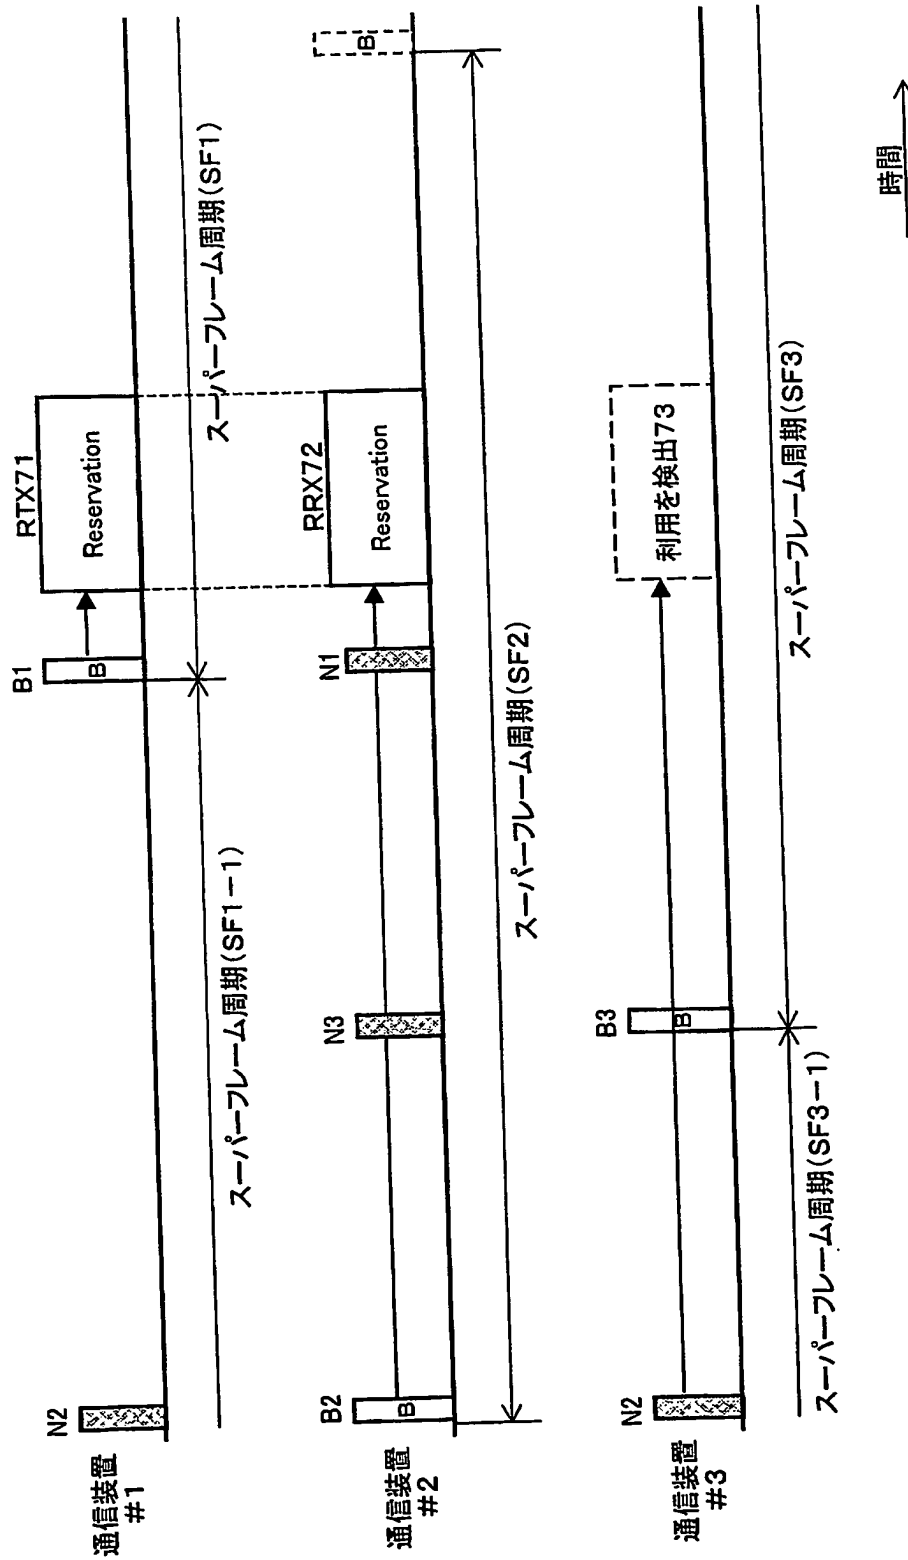 通信装置
#1
N2
B1
B
RTX71
Reservation
スーパーフレーム周期(SF1-1)
スーパーフレーム周期(SF1)
通信装置
#2
B2
B
N3
N1
RRX72
Reservation
B
スーパーフレーム周期(SF2)
通信装置
#3
N2
B3
B
利用を検出73
スーパーフレーム周期(SF3-1)
スーパーフレーム周期(SF3)
時間